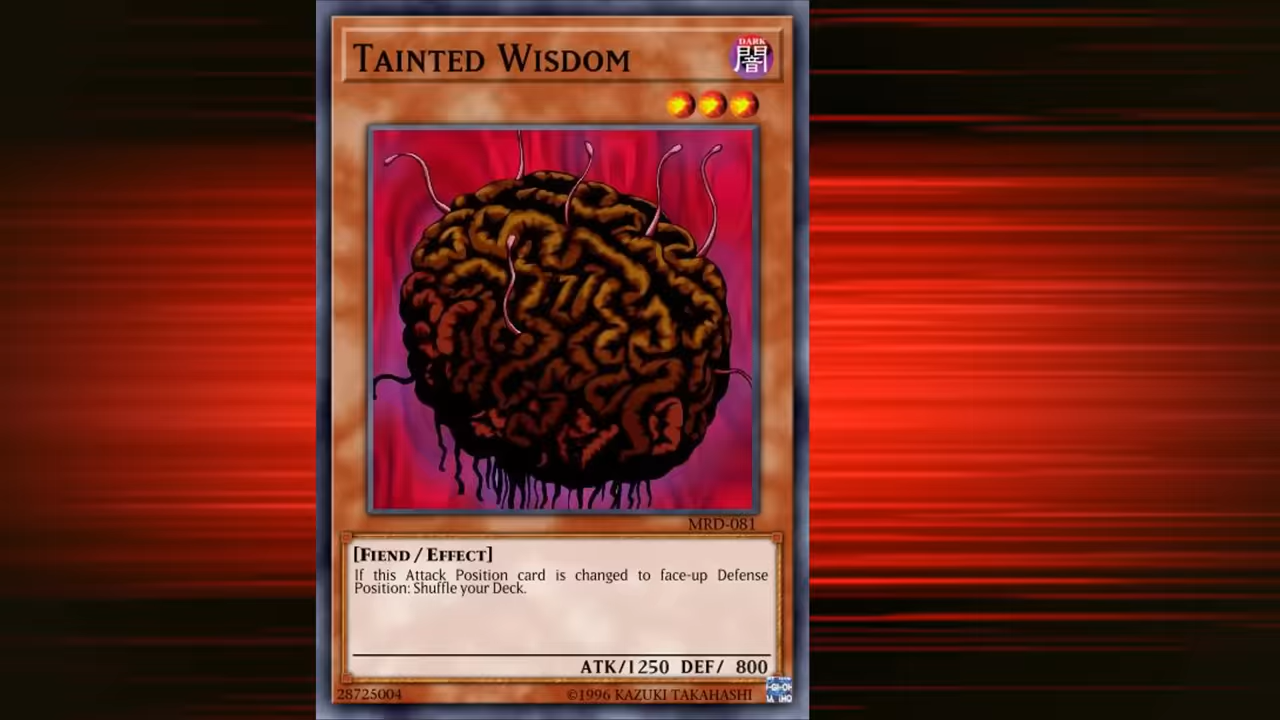 TAINTED WISDOM
DARK
闇
MRD-081
[FIEND / EFFECT]
If this Attack Position card is changed to face-up Defense
Position: Shuffle your Deck.
ATK/1250 DEF/ 800
28725004
©1996 KAZUKI TAKAHASHI